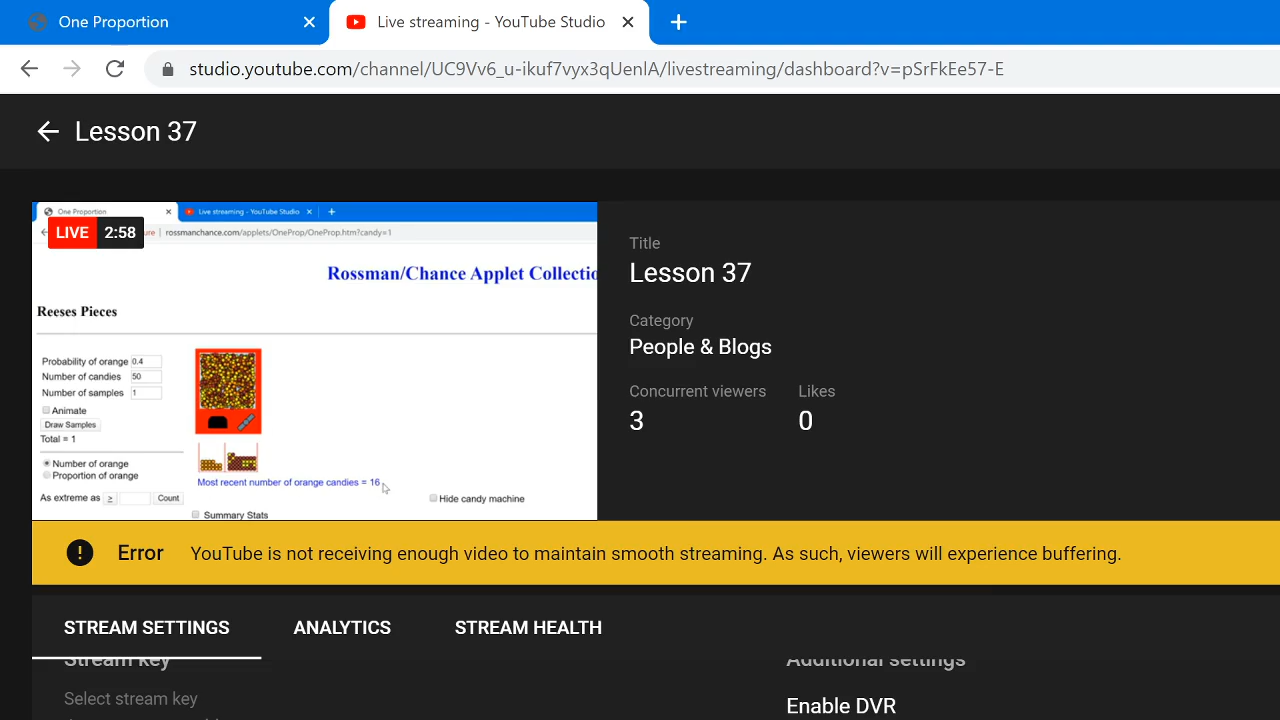 One Proportion
Live streaming - YouTube Studio
studio.youtube.com/channel/UC9Vv6_u-ikuf7vyx3qUenlA/livestreaming/dashboard?v=pSrFkEe57-E
Lesson 37
One Proportion
Live streaming - YouTube Studio
LIVE 2:58
ure | rossmanchance.com/applets/OneProp/OneProp.htm?candy=1
Rossman/Chance Applet Collectio
Reeses Pieces
Probability of orange 0.4
Number of candies 50
Number of samples 1
Animate
Draw Samples
Total = 1
Number of orange
Proportion of orange
As extreme as ≥ Count
Most recent number of orange candies = 16
Hide candy machine
Summary Stats
Title
Lesson 37
Category
People & Blogs
Concurrent viewers Likes
3 0
! Error YouTube is not receiving enough video to maintain smooth streaming. As such, viewers will experience buffering.
STREAM SETTINGS ANALYTICS STREAM HEALTH
Stream key
Select stream key
Additional settings
Enable DVR